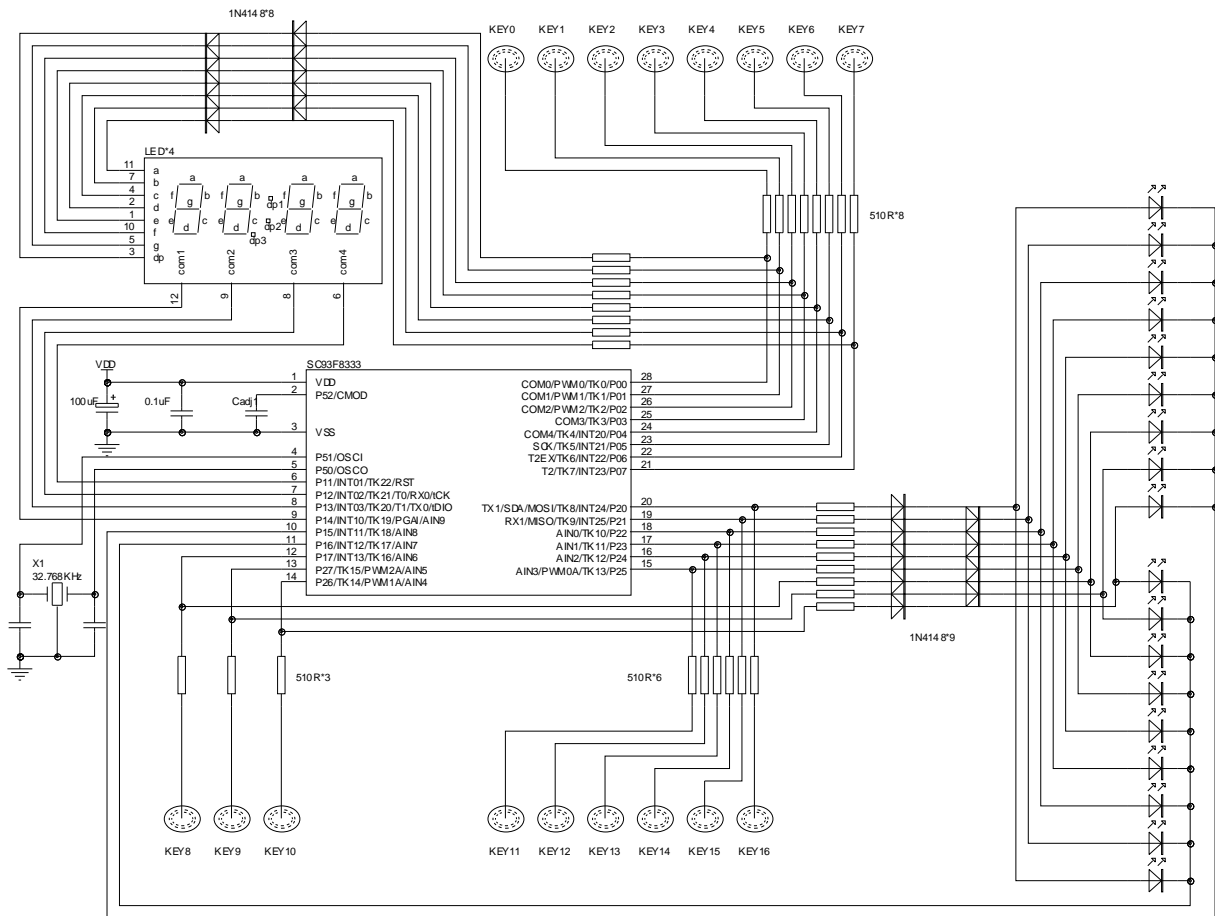 1N414 8*8
KEY0 KEY1 KEY2 KEY3 KEY4 KEY5 KEY6 KEY7
LED*4
11 a
7 b
4 c
2 d
1 e
10 f
5 g
3 dp
a a a a
f b f b f b f b
g g g g
e c e c e c e c
d d d d
dp1
dp2
dp3
com1 com2 com3 com4
12 9 8 6
510R*8
VDD
100uF
+
0.1uF
Cadj1
SC93F8333
1 VDD
2 P52/CMOD
3 VSS
4 P51/OSCI
5 P50/OSCO
6 P11/INT01/TK22/RST
7 P12/INT02/TK21/T0/RX0/tCK
8 P13/INT03/TK20/T1/TX0/tDIO
9 P14/INT10/TK19/PGAI/AIN9
10 P15/INT11/TK18/AIN8
11 P16/INT12/TK17/AIN7
12 P17/INT13/TK16/AIN6
13 P27/TK15/PWM2A/AIN5
14 P26/TK14/PWM1A/AIN4
COM0/PWM0/TK0/P00 28
COM1/PWM1/TK1/P01 27
COM2/PWM2/TK2/P02 26
COM3/TK3/P03 25
COM4/TK4/INT20/P04 24
SCK/TK5/INT21/P05 23
T2EX/TK6/INT22/P06 22
T2/TK7/INT23/P07 21
TX1/SDA/MOSI/TK8/INT24/P20 20
RX1/MISO/TK9/INT25/P21 19
AIN0/TK10/P22 18
AIN1/TK11/P23 17
AIN2/TK12/P24 16
AIN3/PWM0A/TK13/P25 15
X1
32.768KHz
1N414 8*9
510R*3
510R*6
KEY8 KEY9 KEY10 KEY11 KEY12 KEY13 KEY14 KEY15 KEY16